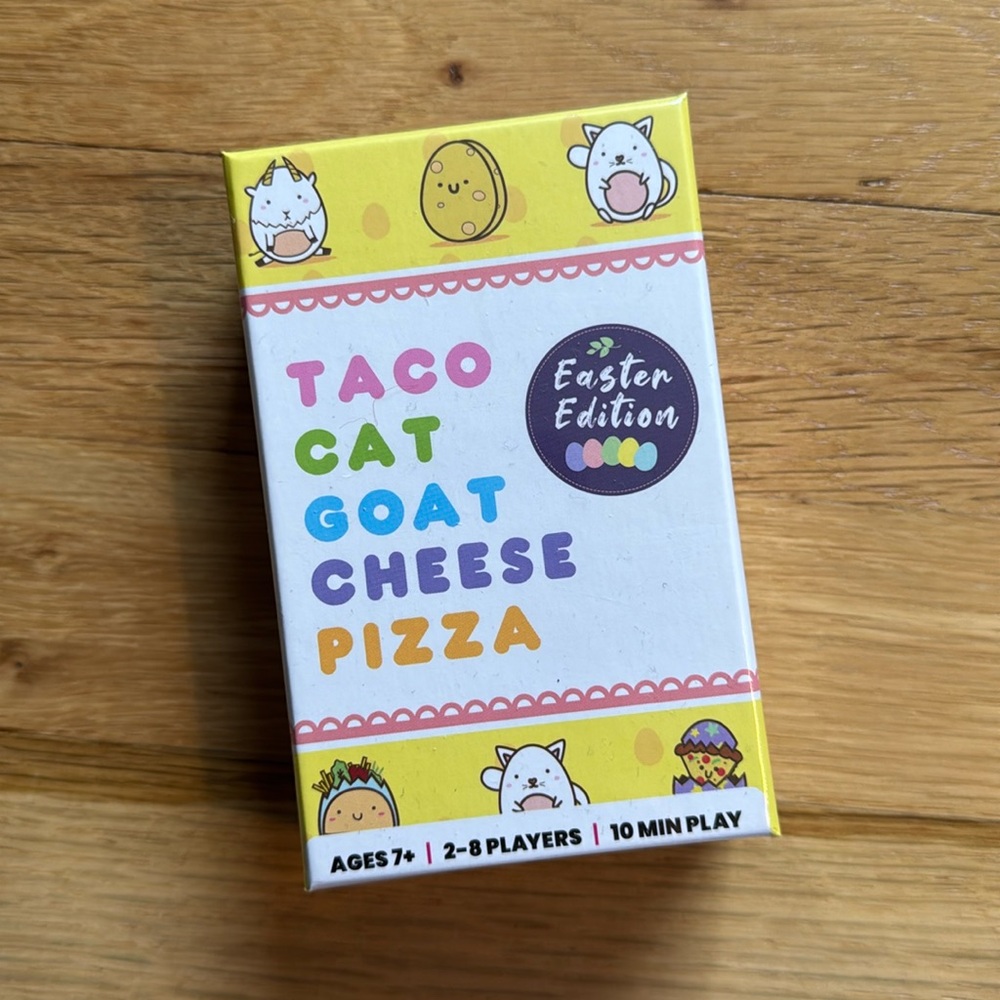 TACO
CAT
GOAT
CHEESE
PIZZA
Easter
Edition
AGES 7+ | 2-8 PLAYERS | 10 MIN PLAY